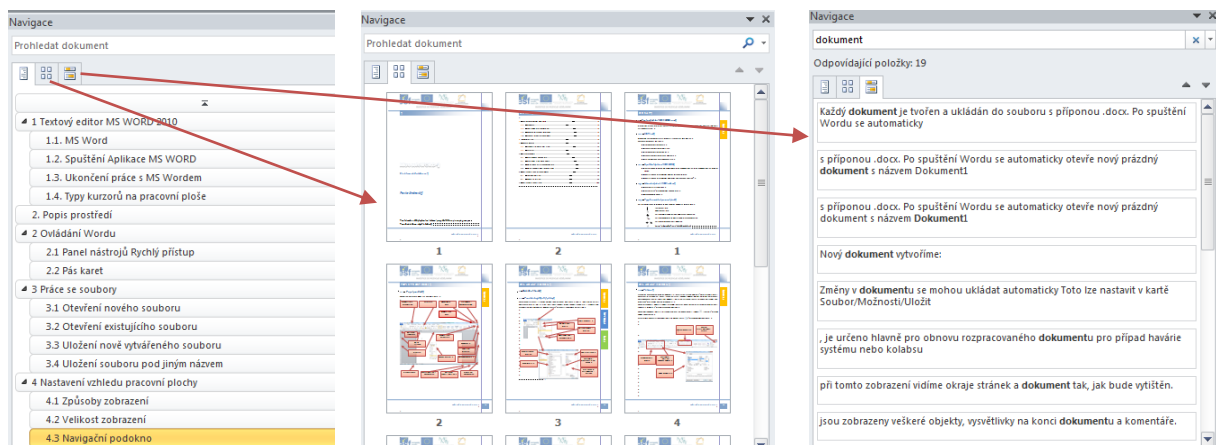 Navigace
Prohledat dokument
1 Textový editor MS WORD 2010
1.1. MS Word
1.2. Spuštění Aplikace MS WORD
1.3. Ukončení práce s MS Wordem
1.4. Typy kurzorů na pracovní ploše
2. Popis prostředí
2 Ovládání Wordu
2.1 Panel nástrojů Rychlý přístup
2.2 Pás karet
3 Práce se soubory
3.1 Otevření nového souboru
3.2 Otevření existujícího souboru
3.3 Uložení nově vytvářeného souboru
3.4 Uložení souboru pod jiným názvem
4 Nastavení vzhledu pracovní plochy
4.1 Způsoby zobrazení
4.2 Velikost zobrazení
4.3 Navigační podokno
Navigace
Prohledat dokument
1
2
1
2
3
4
Navigace
dokument
Odpovídající položky: 19
Každý dokument je tvořen a ukládán do souboru s příponou .docx. Po spuštění
Wordu se automaticky
s příponou .docx. Po spuštění Wordu se automaticky otevře nový prázdný
dokument s názvem Dokument1
s příponou .docx. Po spuštění Wordu se automaticky otevře nový prázdný
dokument s názvem Dokument1
Nový dokument vytvoříme:
Změny v dokumentu se mohou ukládat automaticky Toto lze nastavit v kartě
Soubor/Možnosti/Uložit
, je určeno hlavně pro obnovu rozpracovaného dokumentu pro případ havárie
systému nebo kolabsu
při tomto zobrazení vidíme okraje stránek a dokument tak, jak bude vytištěn.
jsou zobrazeny veškeré objekty, vysvětlivky na konci dokumentu a komentáře.